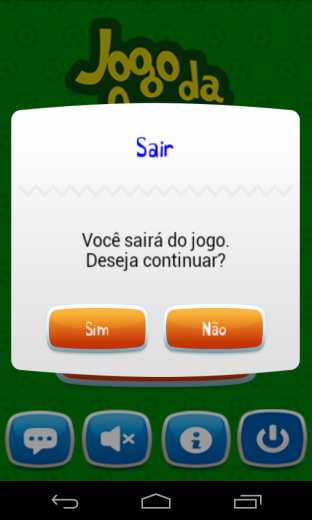 Jogo da
Sair
Você sairá do jogo.
Deseja continuar?
Sim
Não